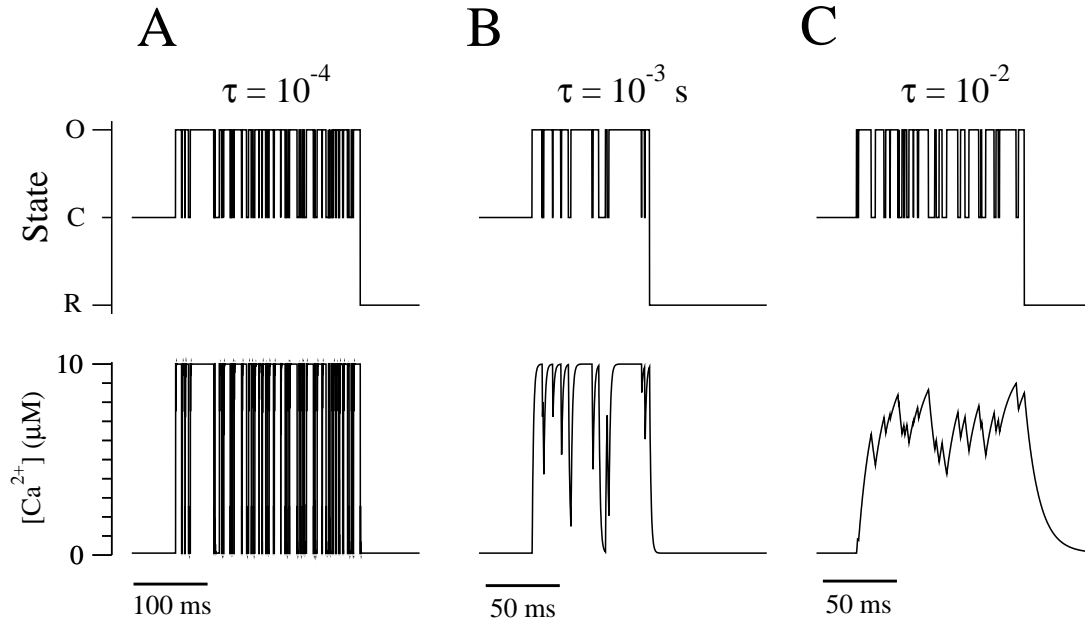 A B C
τ = 10^-4 τ = 10^-3 s τ = 10^-2
O
State
C
R
10
[Ca^2+] (μM)
0
100 ms 50 ms 50 ms